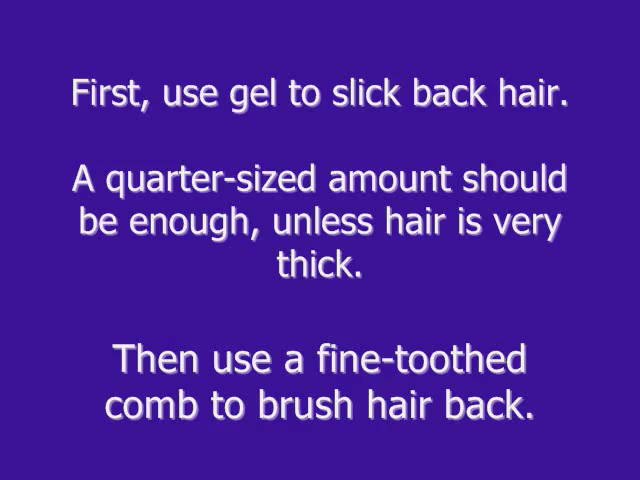 First, use gel to slick back hair.
A quarter-sized amount should
be enough, unless hair is very
thick.
Then use a fine-toothed
comb to brush hair back.